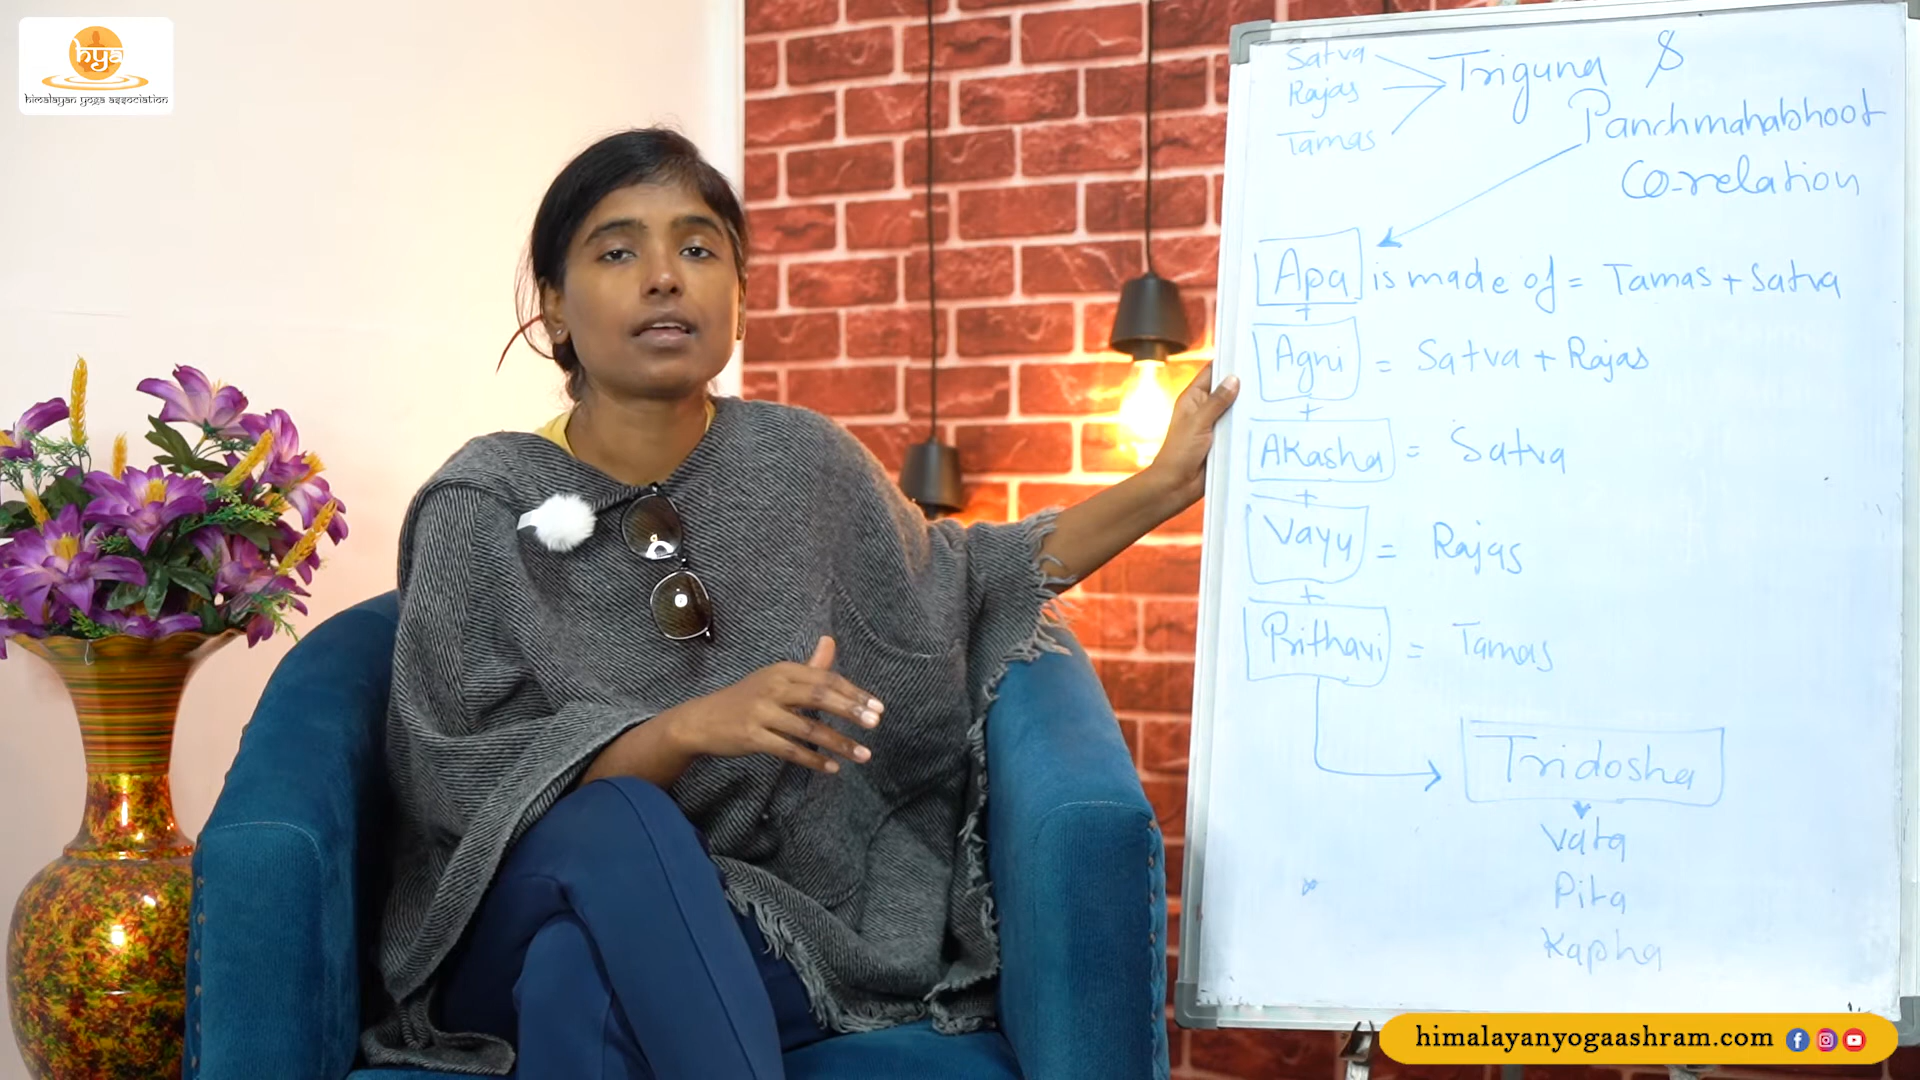 hya
himalayan yoga association
Satva
Rajas
Tamas
Triguna &
Panchmahabhoot
Co-relation
Apa is made of = Tamas + Satva
+
Agni = Satva + Rajas
+
AKasha = Satva
+
Vayu = Rajas
+
Prithavi = Tamas
Tridosha
Vata
Pita
Kapha
himalayanyogaashram.com